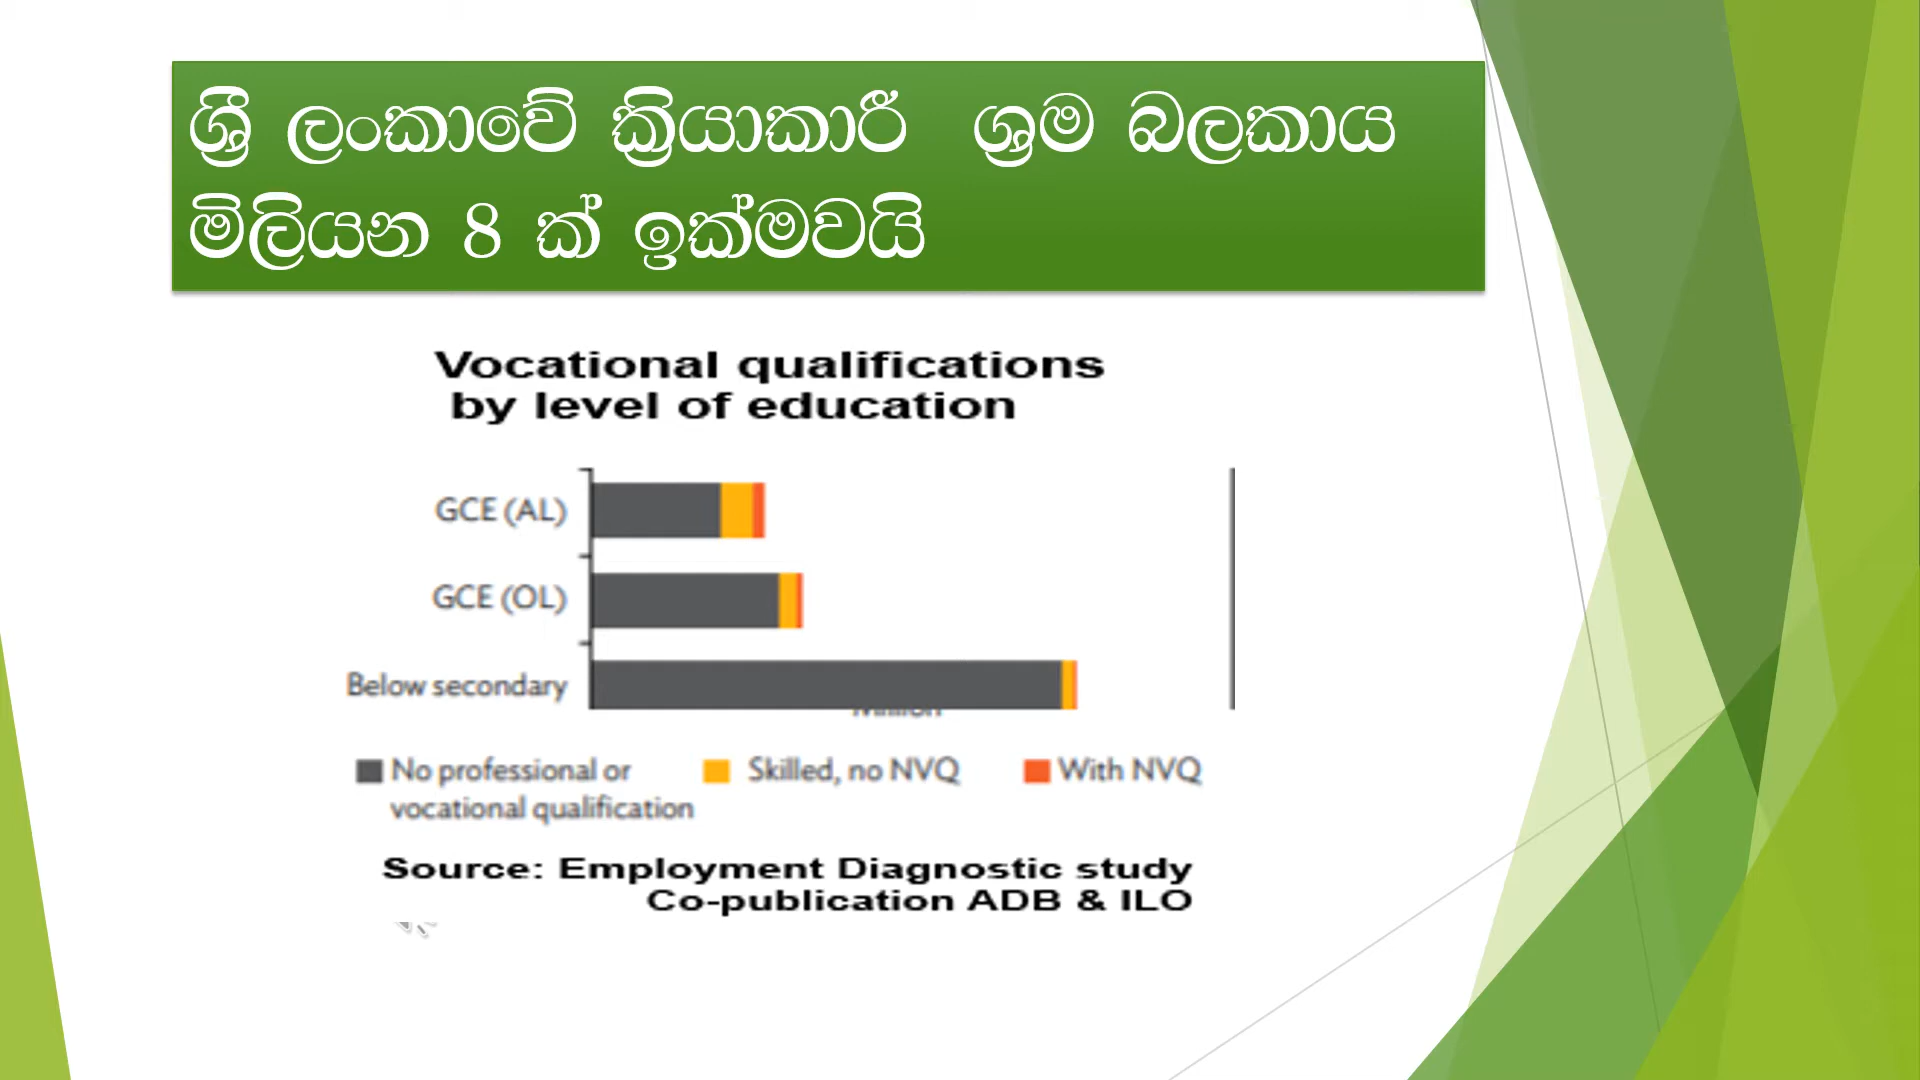 ශ්‍රී ලංකාවේ ක්‍රියාකාරී ශ්‍රම බලකාය
මිලියන 8 ක් ඉක්මවයි
Vocational qualifications
by level of education
GCE (AL)
GCE (OL)
Below secondary
No professional or
vocational qualification
Skilled, no NVQ
With NVQ
Source: Employment Diagnostic study
Co-publication ADB & ILO